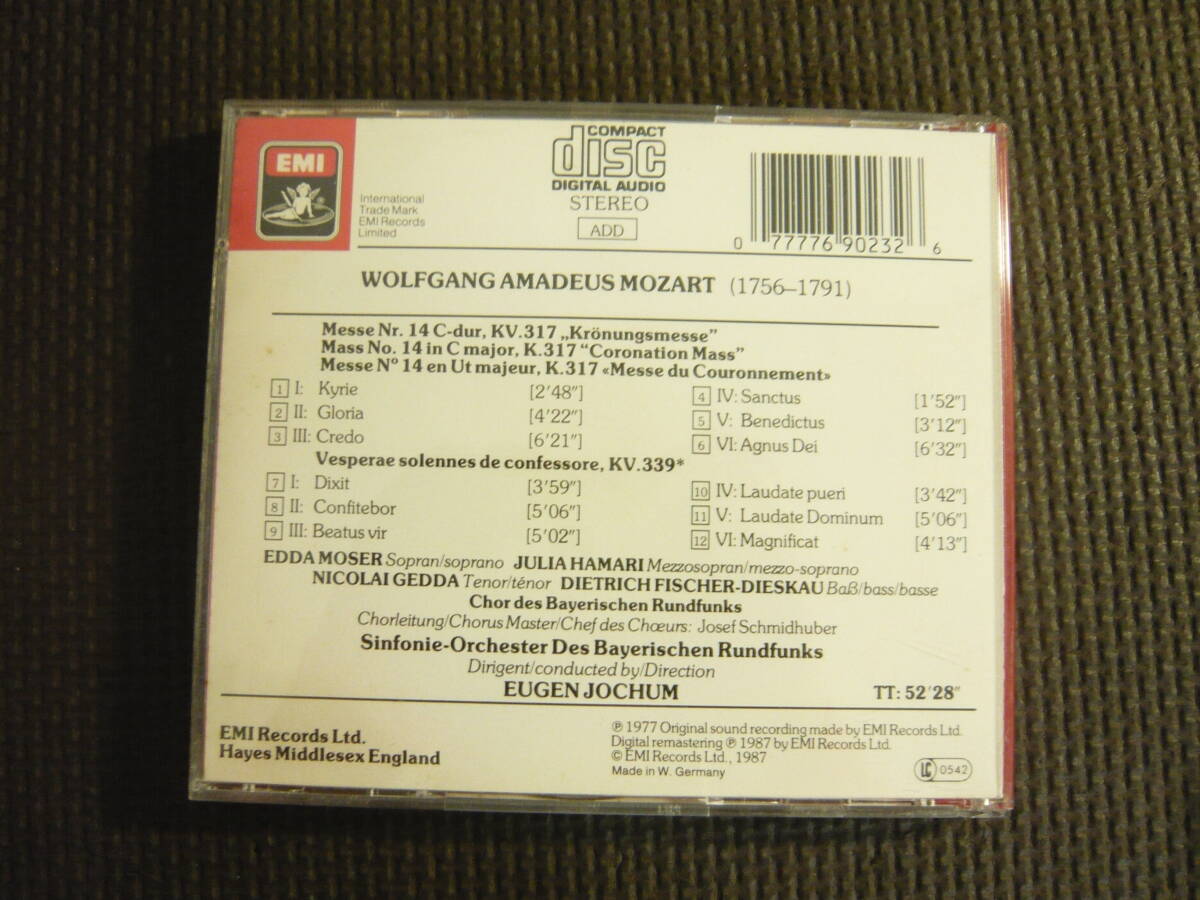 EMI
International
Trade Mark
EMI Records
Limited
COMPACT
disc
DIGITAL AUDIO
STEREO
ADD
0 77776 90232 6
WOLFGANG AMADEUS MOZART (1756–1791)
Messe Nr. 14 C-dur, KV.317 „Krönungsmesse”
Mass No. 14 in C major, K.317 “Coronation Mass”
Messe Nº 14 en Ut majeur, K.317 «Messe du Couronnement»
1 I: Kyrie [2'48"]
2 II: Gloria [4'22"]
3 III: Credo [6'21"]
4 IV: Sanctus [1'52"]
5 V: Benedictus [3'12"]
6 VI: Agnus Dei [6'32"]
Vesperae solennes de confessore, KV.339*
7 I: Dixit [3'59"]
8 II: Confitebor [5'06"]
9 III: Beatus vir [5'02"]
10 IV: Laudate pueri [3'42"]
11 V: Laudate Dominum [5'06"]
12 VI: Magnificat [4'13"]
EDDA MOSER Sopran/soprano JULIA HAMARI Mezzosopran/mezzo-soprano
NICOLAI GEDDA Tenor/ténor DIETRICH FISCHER-DIESKAU Baß/bass/basse
Chor des Bayerischen Rundfunks
Chorleitung/Chorus Master/Chef des Chœurs: Josef Schmidhuber
Sinfonie-Orchester Des Bayerischen Rundfunks
Dirigent/conducted by/Direction
EUGEN JOCHUM TT: 52'28"
EMI Records Ltd.
Hayes Middlesex England
℗ 1977 Original sound recording made by EMI Records Ltd.
Digital remastering ℗ 1987 by EMI Records Ltd.
© EMI Records Ltd., 1987
Made in W. Germany
LC 0542